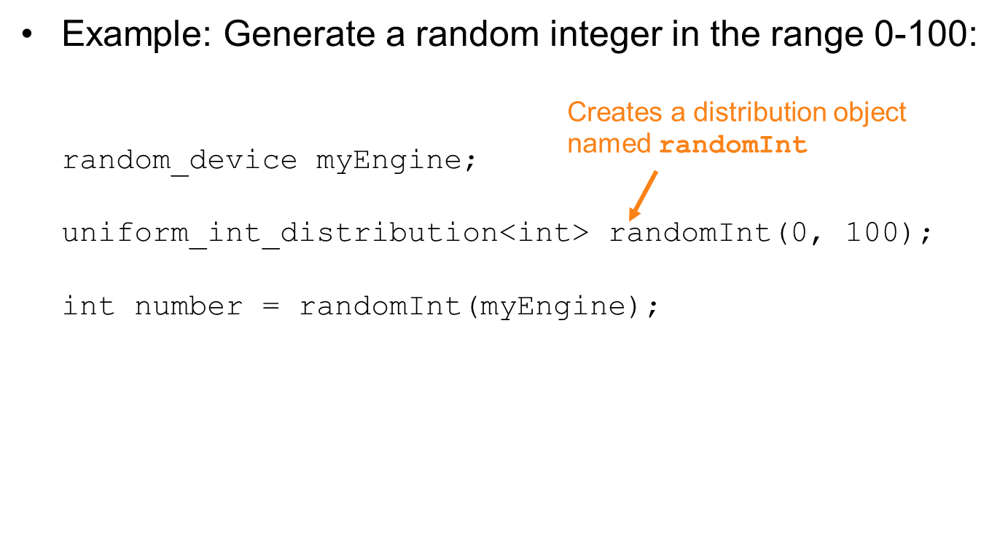 • Example: Generate a random integer in the range 0-100:
Creates a distribution object
named randomInt
random_device myEngine;
uniform_int_distribution<int> randomInt(0, 100);
int number = randomInt(myEngine);